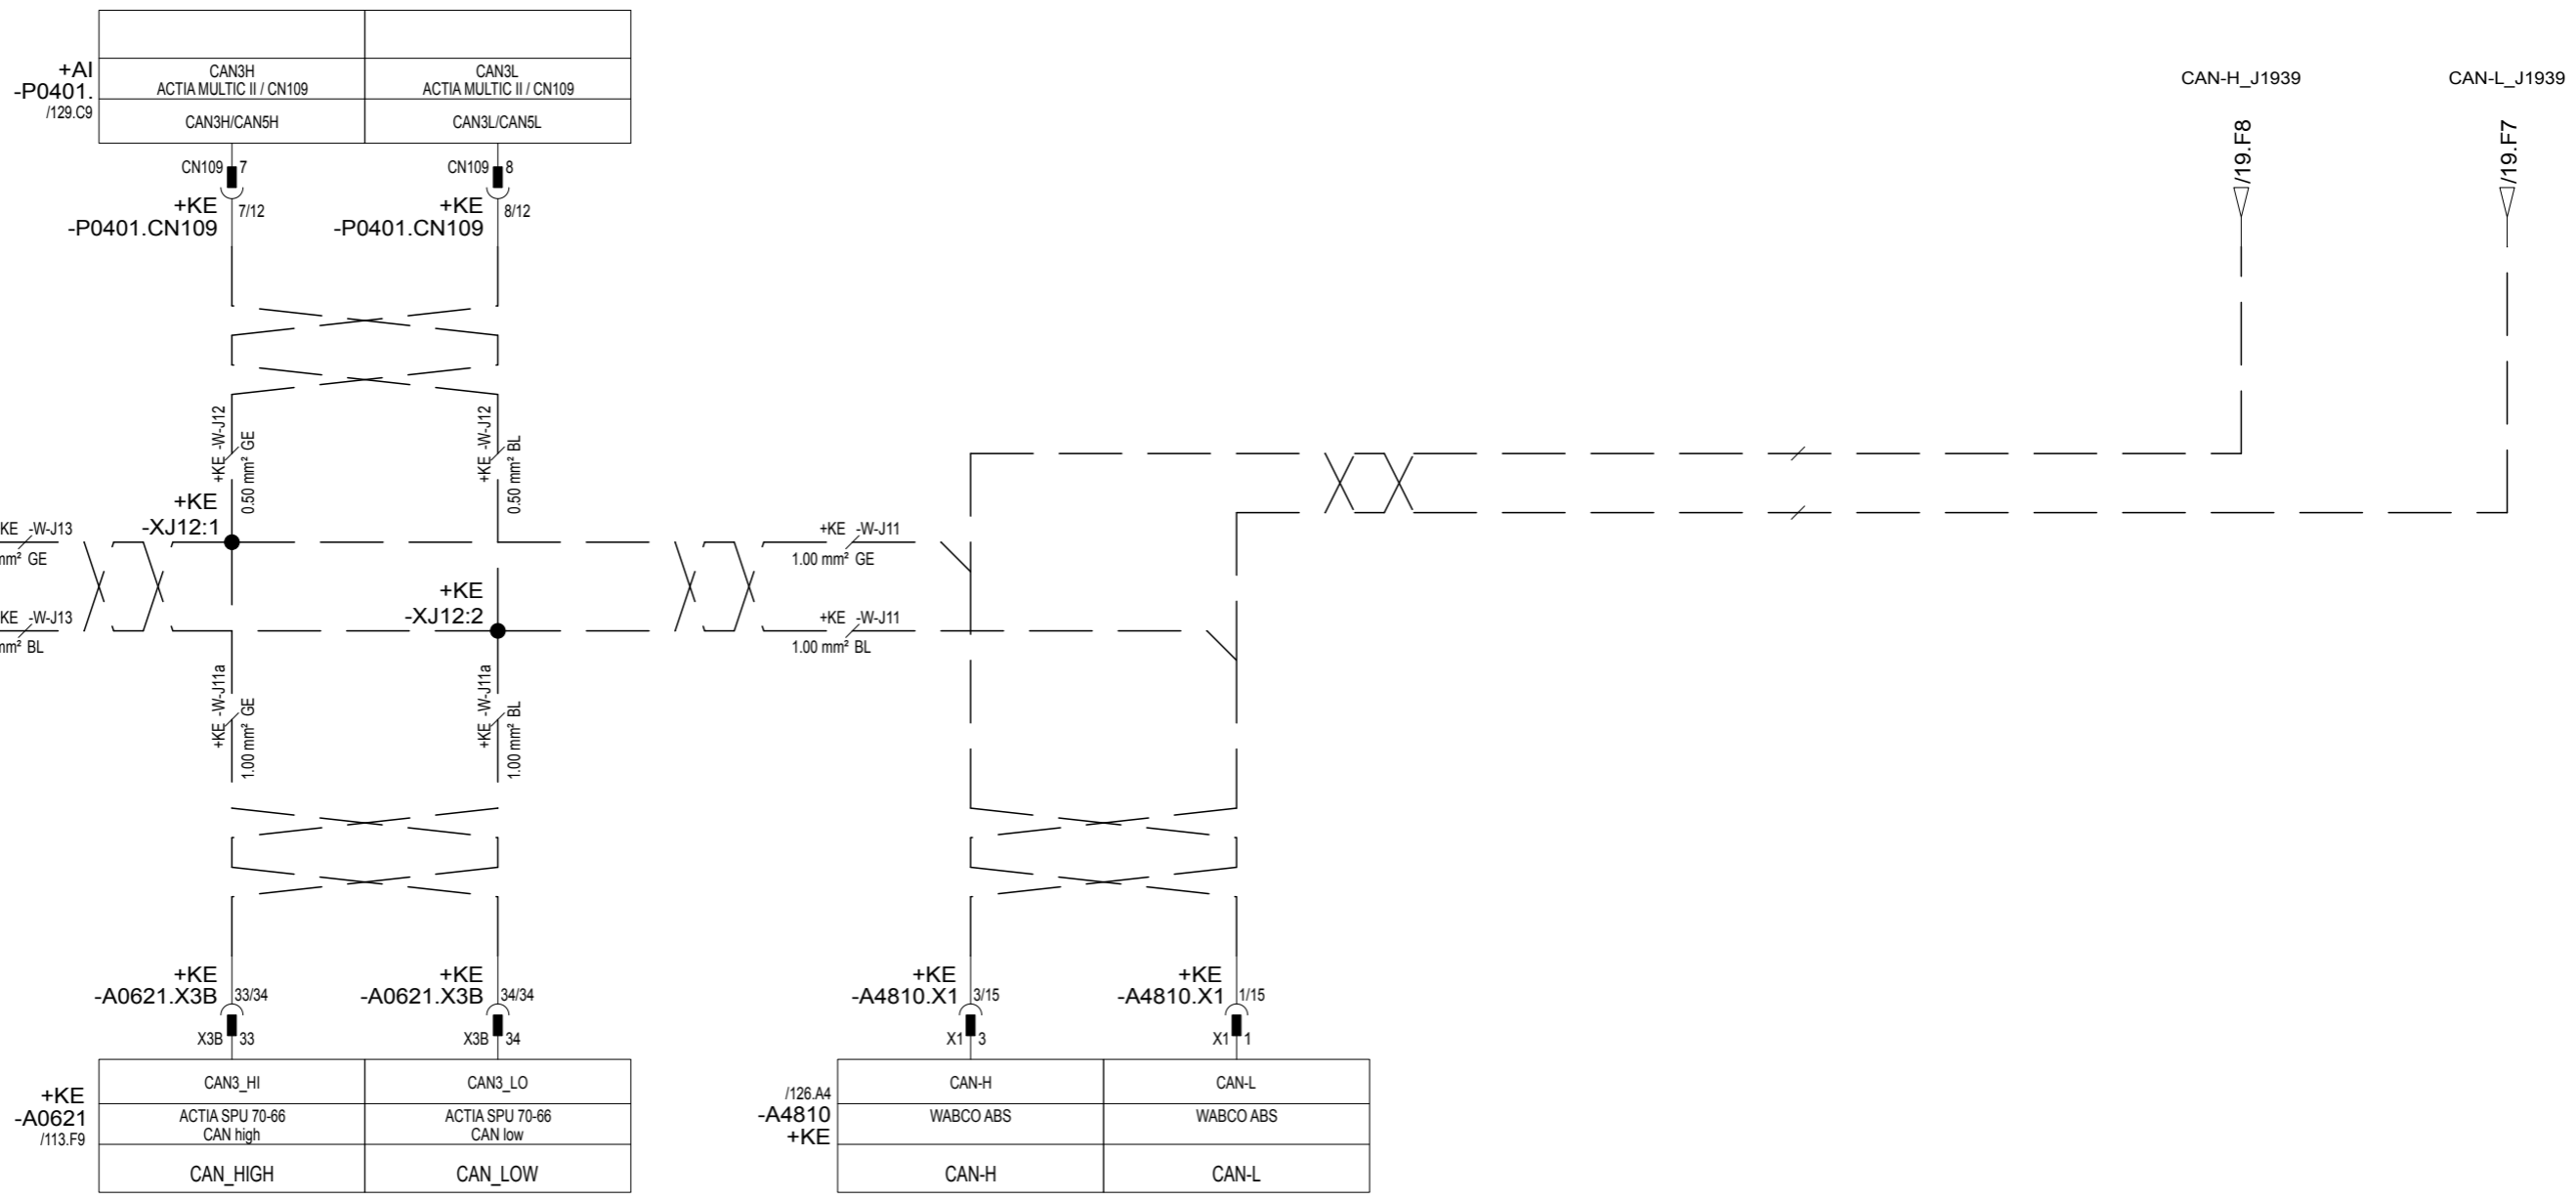 +AI
-P0401.
/129.C9
CAN3H
ACTIA MULTIC II / CN109
CAN3H/CAN5H
CAN3L
ACTIA MULTIC II / CN109
CAN3L/CAN5L
CN109 7
CN109 8
+KE
-P0401.CN109
7/12
+KE
-P0401.CN109
8/12
CAN-H_J1939
CAN-L_J1939
/19.F8
/19.F7
+KE -W-J12
0.50 mm² GE
+KE -W-J12
0.50 mm² BL
+KE
-XJ12:1
KE -W-J13
mm² GE
+KE -W-J11
1.00 mm² GE
+KE
-XJ12:2
KE -W-J13
mm² BL
+KE -W-J11
1.00 mm² BL
+KE -W-J11a
1.00 mm² GE
+KE -W-J11a
1.00 mm² BL
+KE
-A0621.X3B
33/34
+KE
-A0621.X3B
34/34
+KE
-A4810.X1
3/15
+KE
-A4810.X1
1/15
X3B 33
X3B 34
X1 3
X1 1
+KE
-A0621
/113.F9
CAN3_HI
ACTIA SPU 70-66
CAN high
CAN_HIGH
CAN3_LO
ACTIA SPU 70-66
CAN low
CAN_LOW
/126.A4
-A4810
+KE
CAN-H
WABCO ABS
CAN-H
CAN-L
WABCO ABS
CAN-L